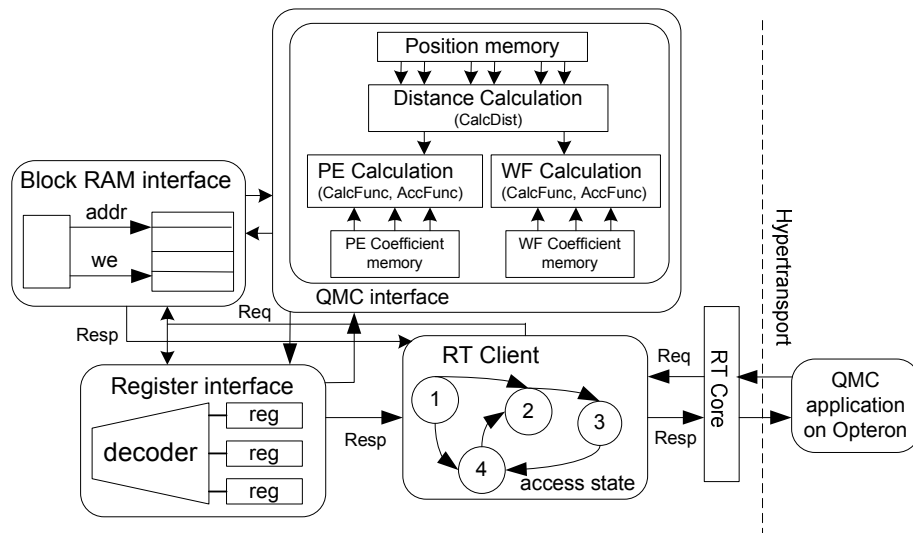 Position memory
Distance Calculation
(CalcDist)
PE Calculation
(CalcFunc, AccFunc)
WF Calculation
(CalcFunc, AccFunc)
PE Coefficient
memory
WF Coefficient
memory
QMC interface
Block RAM interface
addr
we
Resp
Req
Register interface
decoder
reg
reg
reg
Resp
RT Client
1
2
3
4
access state
Req
Resp
RT Core
Hypertransport
QMC
application
on Opteron